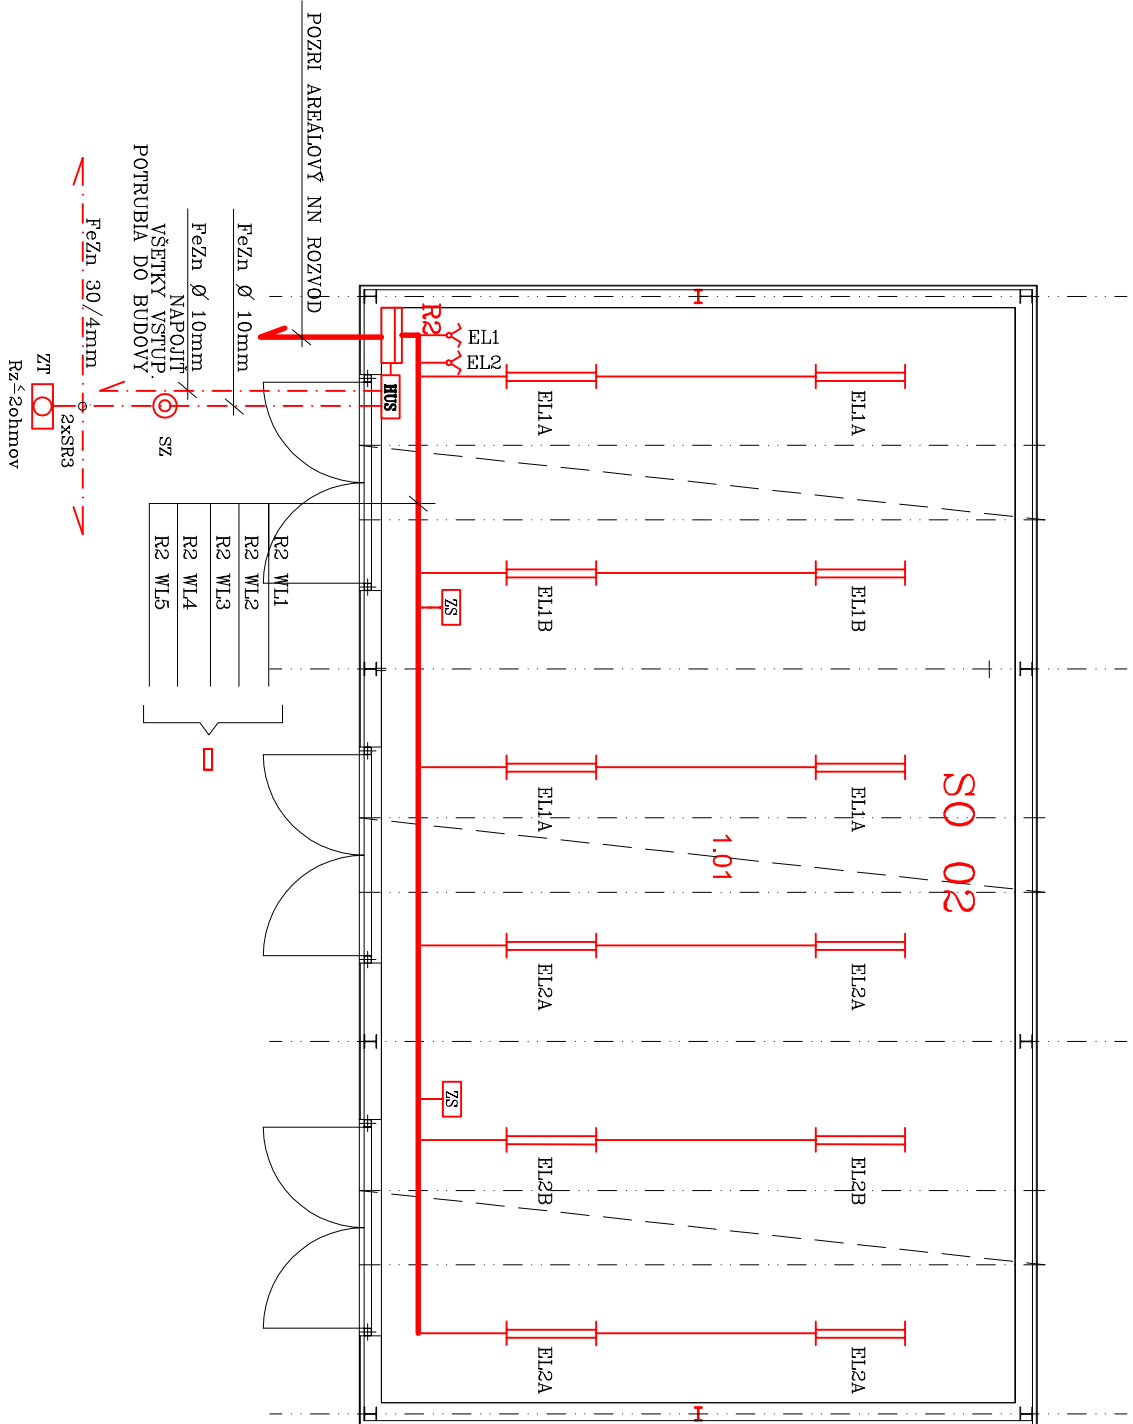 POZRI AREÁLOVÝ NN ROZVOD
FeZn Ø 10mm
FeZn Ø 10mm
NAPOJIŤ
VŠETKY VSTUP.
POTRUBIA DO BUDOVY
FeZn 30/4mm
ZT
Rz≤2ohmov
2xSR3
SZ
R2
HUS
EL1
EL2
EL1A
EL1A
EL1B
EL1B
ZS
R2 WL1
R2 WL2
R2 WL3
R2 WL4
R2 WL5
SO 02
1.01
EL1A
EL1A
EL2A
EL2A
ZS
EL2B
EL2B
EL2A
EL2A